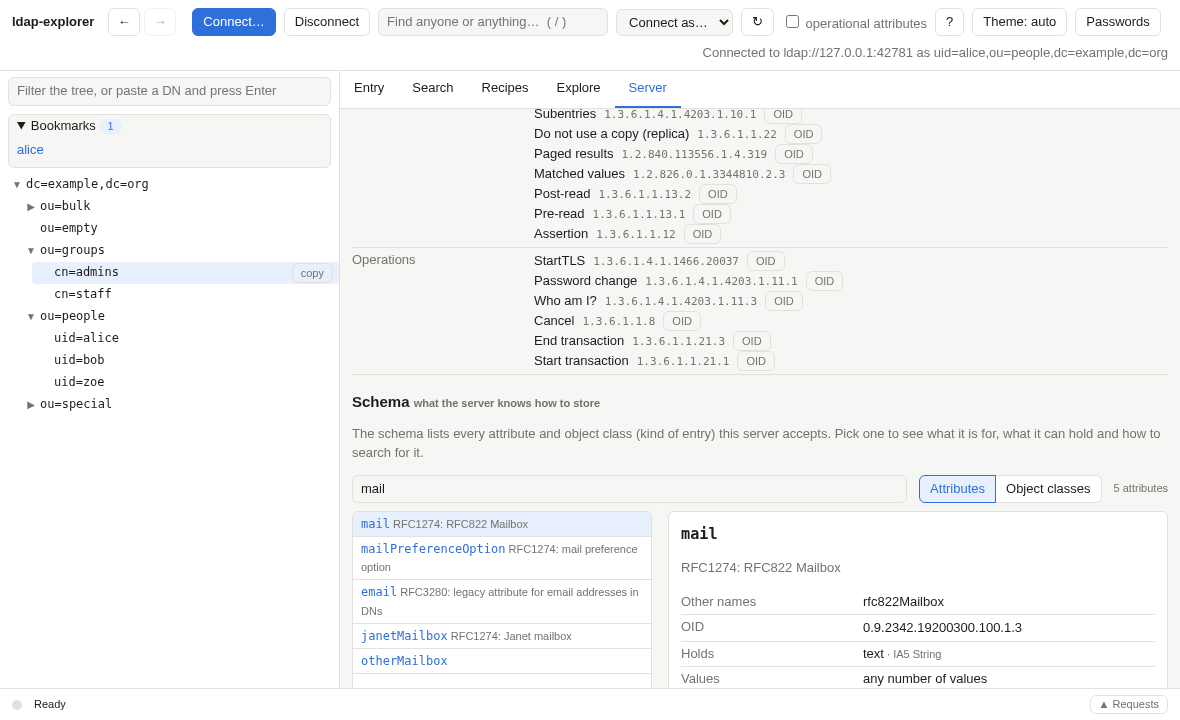 ldap-explorer ← → Connect… Disconnect Find anyone or anything… ( / ) Connect as… ↻ operational attributes ? Theme: auto Passwords
Connected to ldap://127.0.0.1:42781 as uid=alice,ou=people,dc=example,dc=org
Filter the tree, or paste a DN and press Enter
▼ Bookmarks 1
alice
▼ dc=example,dc=org
▶ ou=bulk
ou=empty
▼ ou=groups
cn=admins copy
cn=staff
▼ ou=people
uid=alice
uid=bob
uid=zoe
▶ ou=special
Entry Search Recipes Explore Server
Subentries 1.3.6.1.4.1.4203.1.10.1 OID
Do not use a copy (replica) 1.3.6.1.1.22 OID
Paged results 1.2.840.113556.1.4.319 OID
Matched values 1.2.826.0.1.3344810.2.3 OID
Post-read 1.3.6.1.1.13.2 OID
Pre-read 1.3.6.1.1.13.1 OID
Assertion 1.3.6.1.1.12 OID
Operations StartTLS 1.3.6.1.4.1.1466.20037 OID
Password change 1.3.6.1.4.1.4203.1.11.1 OID
Who am I? 1.3.6.1.4.1.4203.1.11.3 OID
Cancel 1.3.6.1.1.8 OID
End transaction 1.3.6.1.1.21.3 OID
Start transaction 1.3.6.1.1.21.1 OID
Schema what the server knows how to store
The schema lists every attribute and object class (kind of entry) this server accepts. Pick one to see what it is for, what it can hold and how to
search for it.
mail Attributes Object classes 5 attributes
mail RFC1274: RFC822 Mailbox
mailPreferenceOption RFC1274: mail preference
option
email RFC3280: legacy attribute for email addresses in
DNs
janetMailbox RFC1274: Janet mailbox
otherMailbox
mail
RFC1274: RFC822 Mailbox
Other names rfc822Mailbox
OID 0.9.2342.19200300.100.1.3
Holds text · IA5 String
Values any number of values
Ready ▲ Requests